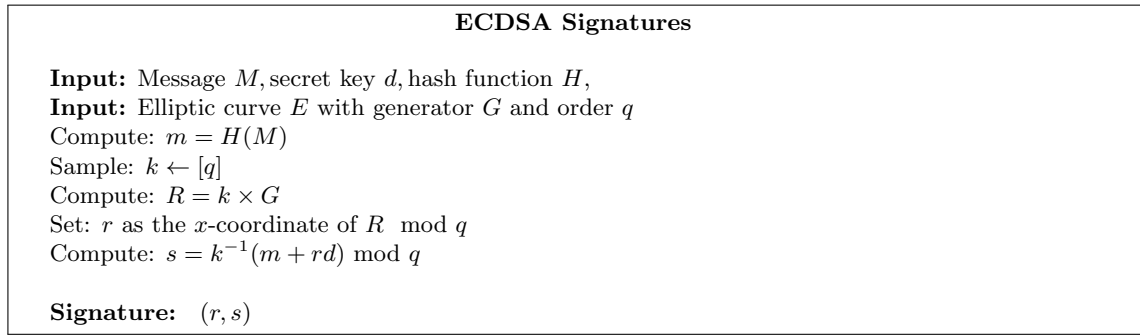 ECDSA Signatures
Input: Message M, secret key d, hash function H,
Input: Elliptic curve E with generator G and order q
Compute: m = H(M)
Sample: k ← [q]
Compute: R = k × G
Set: r as the x-coordinate of R mod q
Compute: s = k⁻¹(m + rd) mod q
Signature: (r, s)